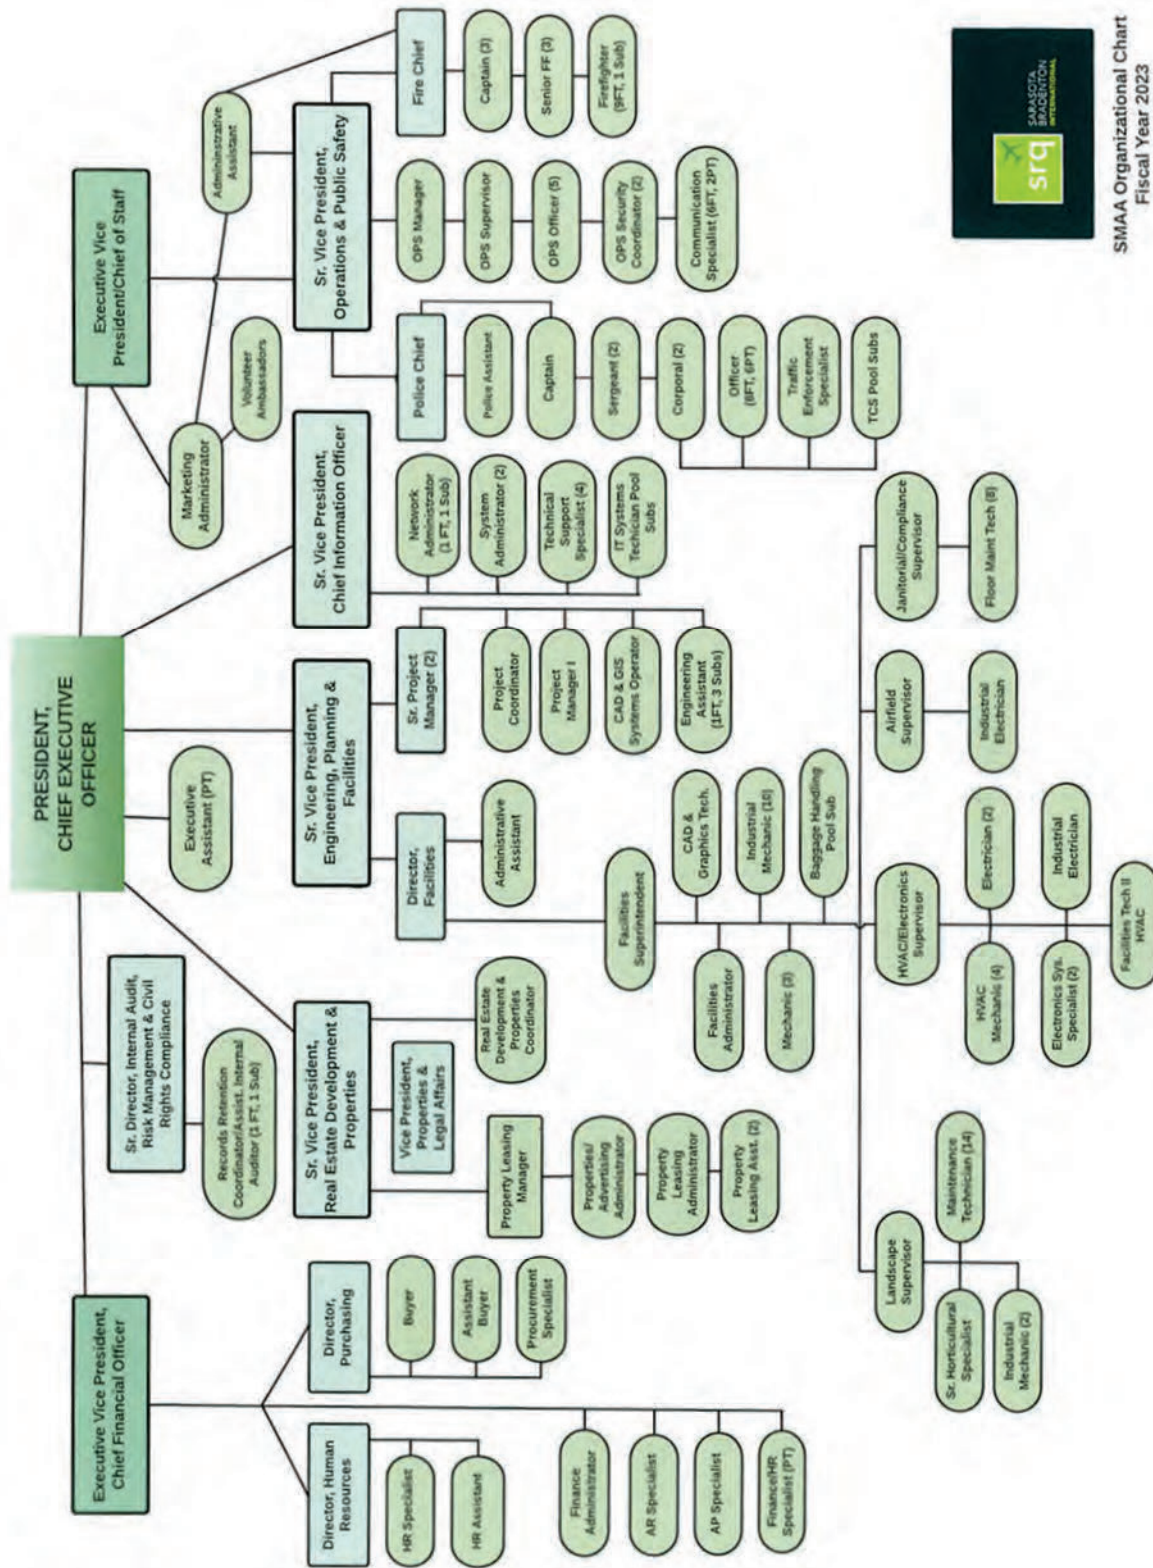 PRESIDENT,
CHIEF EXECUTIVE
OFFICER
Executive Vice President,
Chief Financial Officer
Sr. Director, Internal Audit,
Risk Management & Civil
Rights Compliance
Records Retention
Coordinator/Assist. Internal
Auditor (1 FT, 1 Sub)
Executive
Assistant (PT)
Executive Vice
President/Chief of Staff
Marketing
Administrator
Volunteer
Ambassadors
Admininstrative
Assistant
Director, Human
Resources
HR Specialist
HR Assistant
Director,
Purchasing
Buyer
Assistant
Buyer
Procurement
Specialist
Finance
Administrator
AR Specialist
AP Specialist
Finance/HR
Specialist (PT)
Sr. Vice President,
Real Estate Development &
Properties
Vice President,
Properties &
Legal Affairs
Real Estate
Development &
Properties
Coordinator
Property Leasing
Manager
Properties/
Advertising
Administrator
Property
Leasing
Administrator
Property
Leasing Asst. (2)
Sr. Vice President,
Engineering, Planning &
Facilities
Director,
Facilities
Administrative
Assistant
Sr. Project
Manager (2)
Project
Coordinator
Project
Manager I
CAD & GIS
Systems Operator
Engineering
Assistant
(1FT, 3 Subs)
Facilities
Superintendent
CAD &
Graphics Tech.
Facilities
Administrator
Industrial
Mechanic (10)
Mechanic (3)
Baggage Handling
Pool Sub
Landscape
Supervisor
Sr. Horticultural
Specialist
Maintenance
Technician (14)
Industrial
Mechanic (2)
HVAC/Electronics
Supervisor
HVAC
Mechanic (4)
Electrician (2)
Electronics Sys.
Specialist (2)
Industrial
Electrician
Facilities Tech II
HVAC
Airfield
Supervisor
Industrial
Electrician
Janitorial/Compliance
Supervisor
Floor Maint Tech (8)
Sr. Vice President,
Chief Information Officer
Network
Administrator
(1 FT, 1 Sub)
System
Administrator (2)
Technical
Support
Specialist (4)
IT Systems
Techician Pool
Subs
Sr. Vice President,
Operations & Public Safety
Police Chief
Police Assistant
Captain
Sergeant (2)
Corporal (2)
Officer
(8FT, 6PT)
Traffic
Enforcement
Specialist
TCS Pool Subs
OPS Manager
OPS Supervisor
OPS Officer (5)
OPS Security
Coordinator (2)
Communication
Specialist (6FT, 2PT)
Fire Chief
Captain (3)
Senior FF (3)
Firefighter
(9FT, 1 Sub)
srq
SARASOTA
BRADENTON
INTERNATIONAL
SMAA Organizational Chart
Fiscal Year 2023